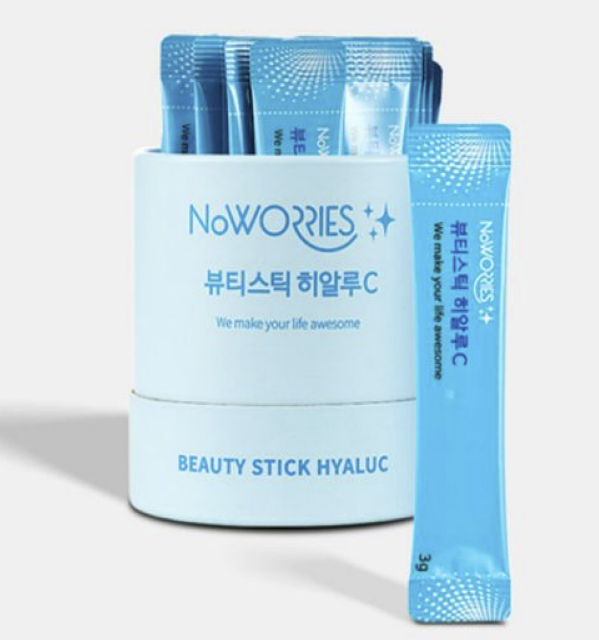 NoWORRIES
뷰티스틱 히알루C
We make your life awesome
BEAUTY STICK HYALUC
NoWORRIES
뷰티스틱 히알루C
We make your life awesome
3g